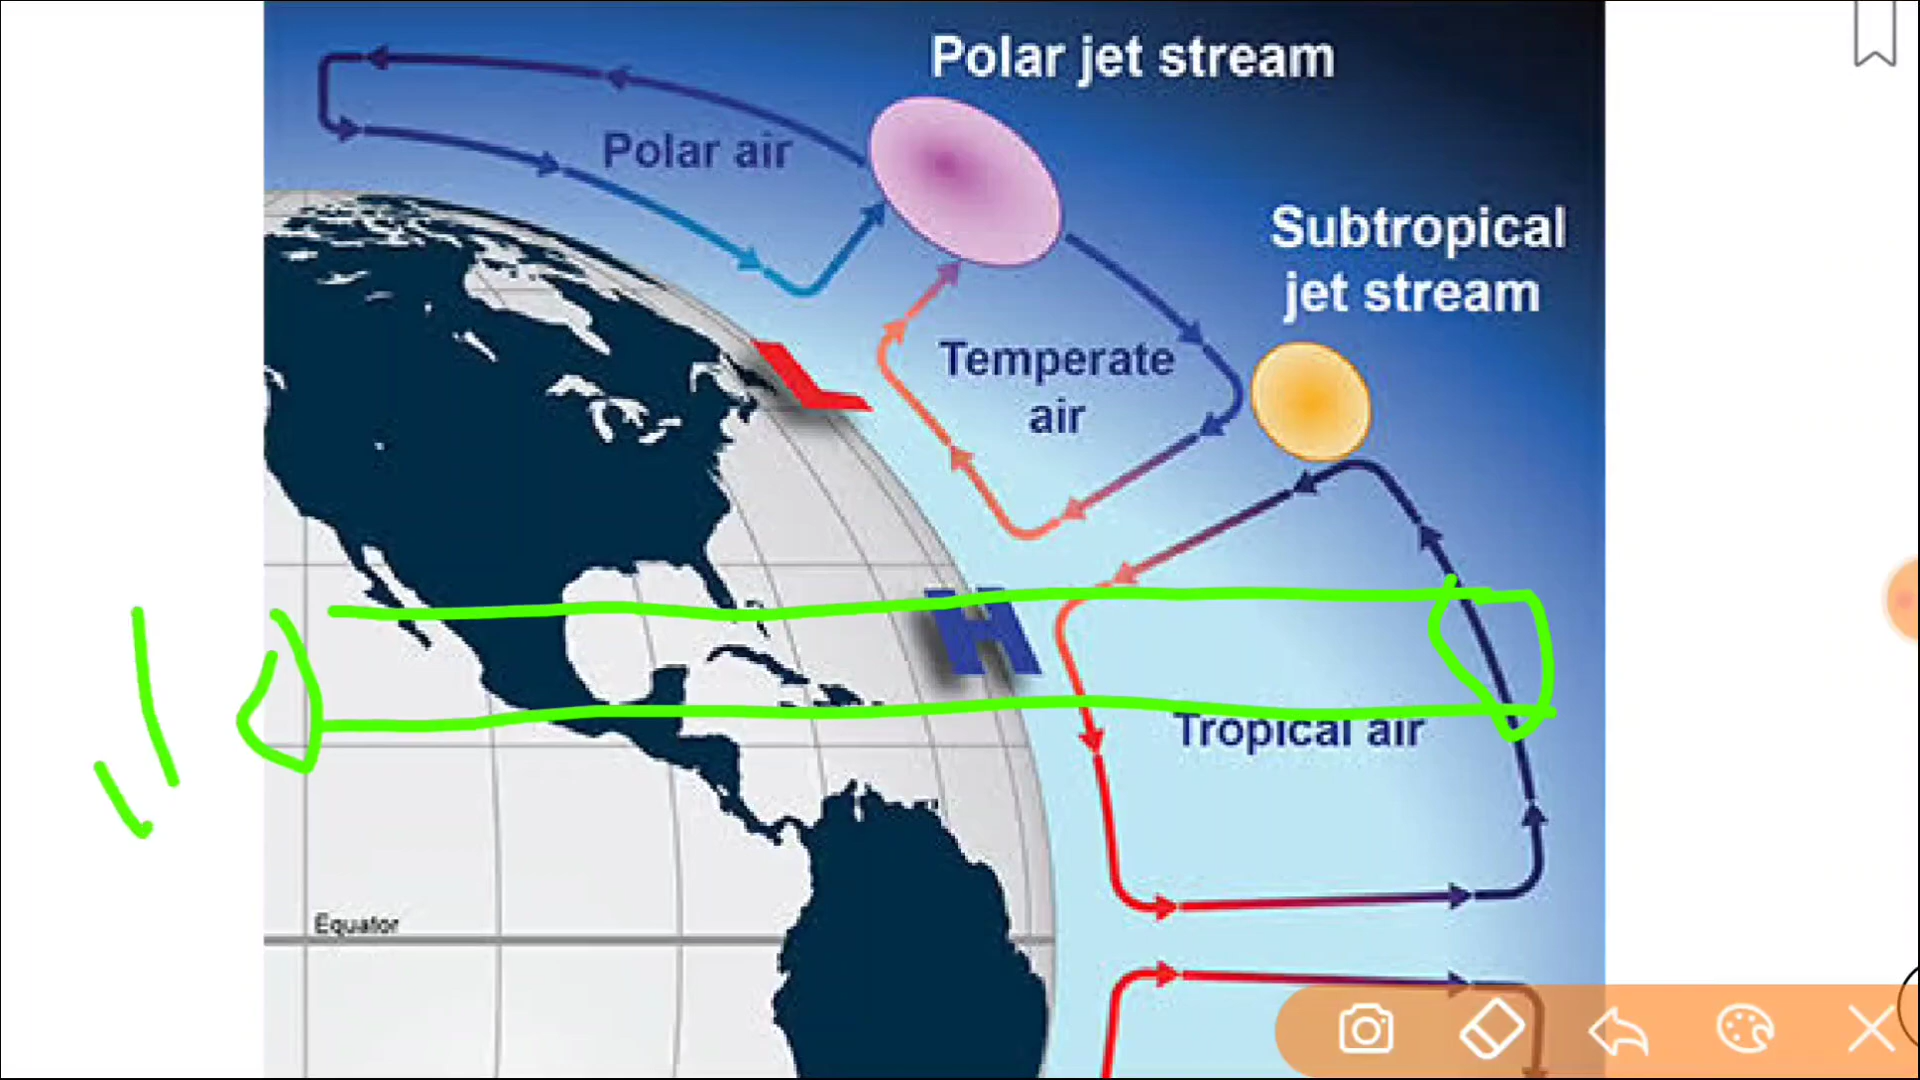 Polar jet stream
Polar air
Subtropical
jet stream
Temperate
air
L
H
Tropical air
Equator